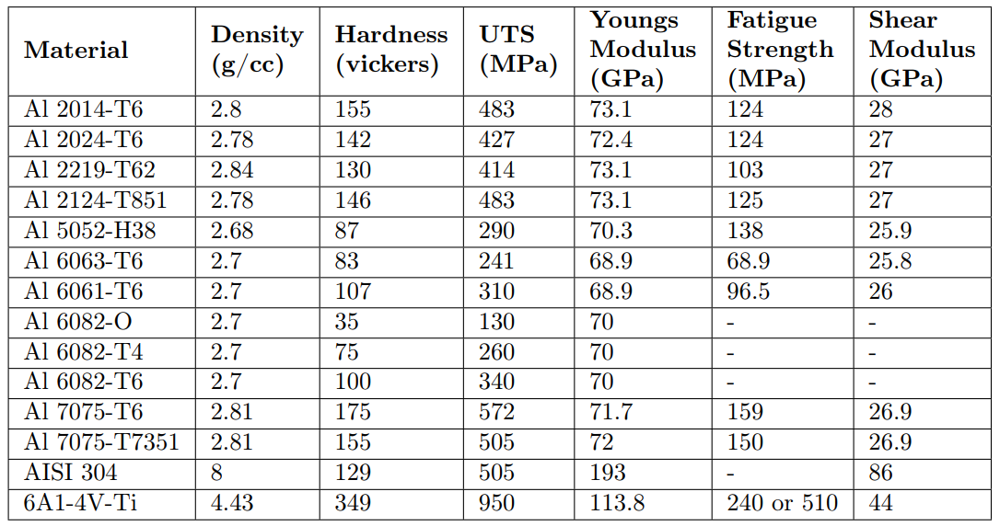 Material Density (g/cc) Hardness (vickers) UTS (MPa) Youngs Modulus (GPa) Fatigue Strength (MPa) Shear Modulus (GPa)
Al 2014-T6 2.8 155 483 73.1 124 28
Al 2024-T6 2.78 142 427 72.4 124 27
Al 2219-T62 2.84 130 414 73.1 103 27
Al 2124-T851 2.78 146 483 73.1 125 27
Al 5052-H38 2.68 87 290 70.3 138 25.9
Al 6063-T6 2.7 83 241 68.9 68.9 25.8
Al 6061-T6 2.7 107 310 68.9 96.5 26
Al 6082-O 2.7 35 130 70 - -
Al 6082-T4 2.7 75 260 70 - -
Al 6082-T6 2.7 100 340 70 - -
Al 7075-T6 2.81 175 572 71.7 159 26.9
Al 7075-T7351 2.81 155 505 72 150 26.9
AISI 304 8 129 505 193 - 86
6A1-4V-Ti 4.43 349 950 113.8 240 or 510 44